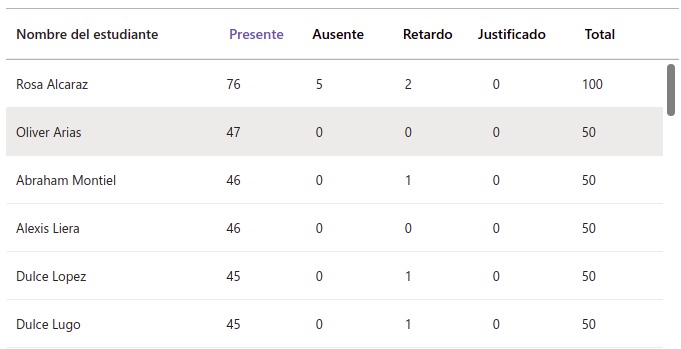 Nombre del estudiante Presente Ausente Retardo Justificado Total
Rosa Alcaraz 76 5 2 0 100
Oliver Arias 47 0 0 0 50
Abraham Montiel 46 0 1 0 50
Alexis Liera 46 0 0 0 50
Dulce Lopez 45 0 1 0 50
Dulce Lugo 45 0 1 0 50